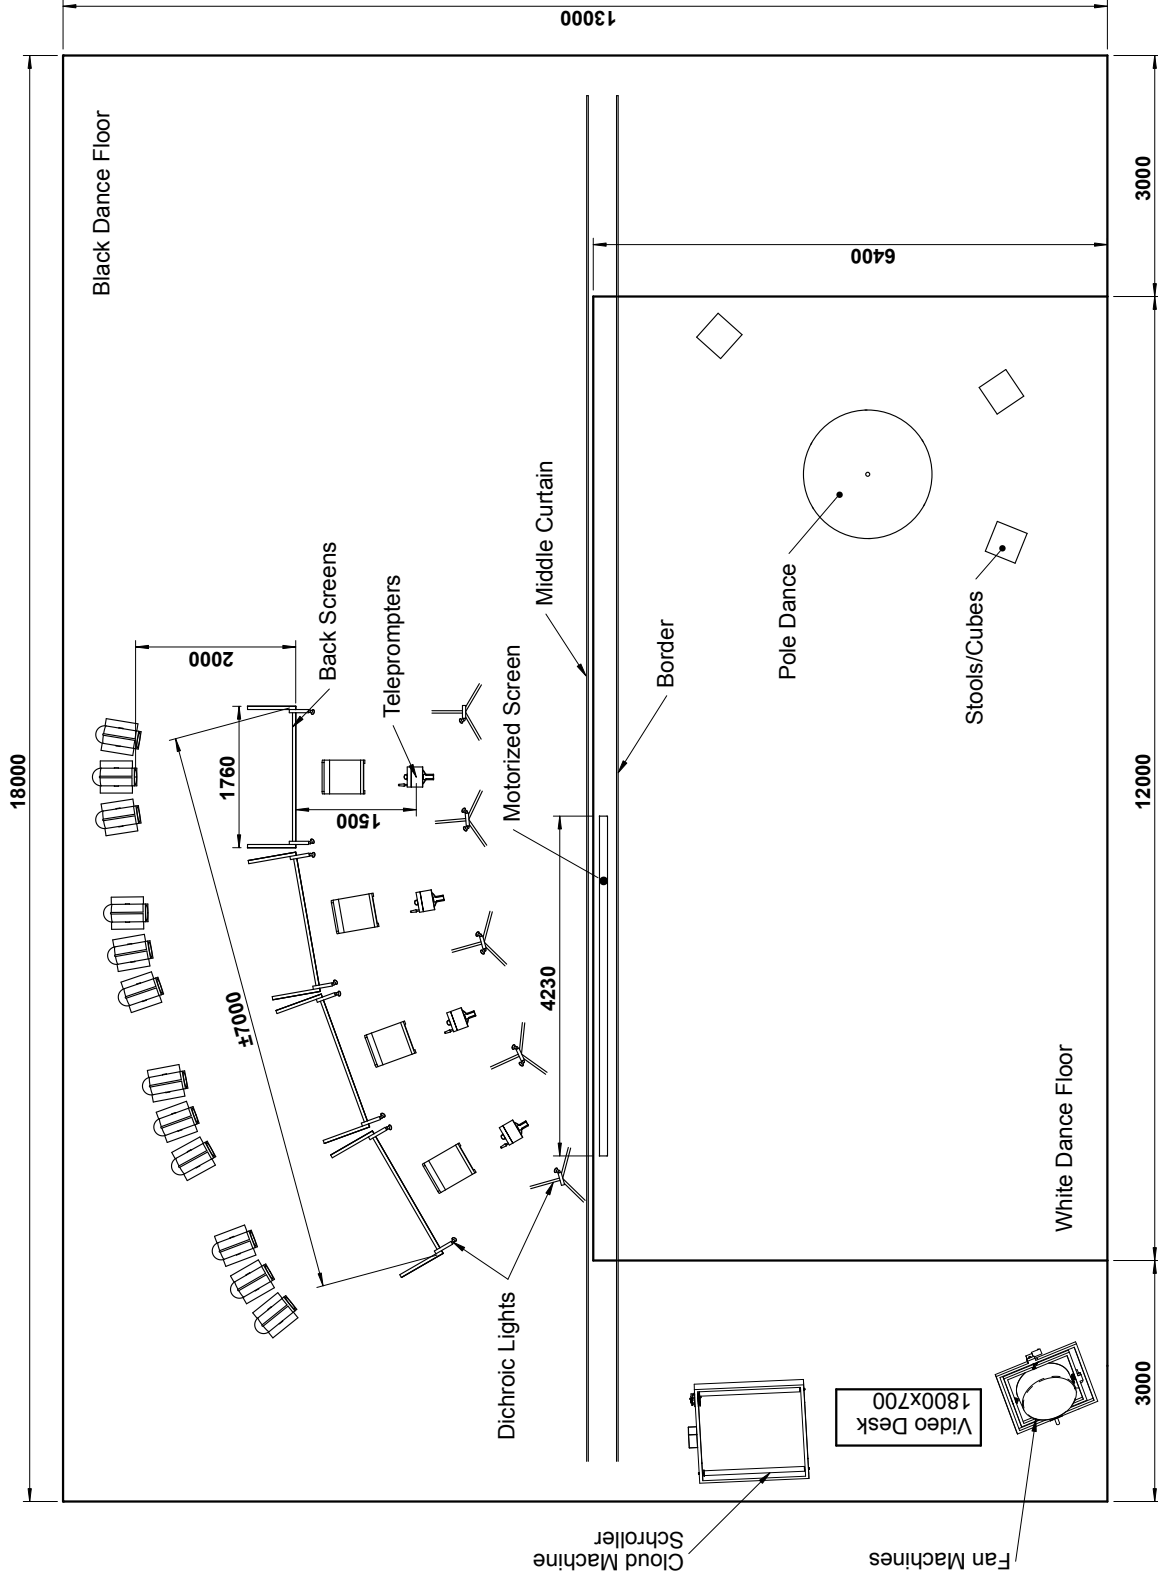 18000
13000
Black Dance Floor
2000
Back Screens
1760
Teleprompters
1500
±7000
Middle Curtain
Border
Motorized Screen
4230
Dichroic Lights
6400
Pole Dance
Stools/Cubes
White Dance Floor
3000
12000
3000
Video Desk
1800x700
Cloud Machine
Schroller
Fan Machines